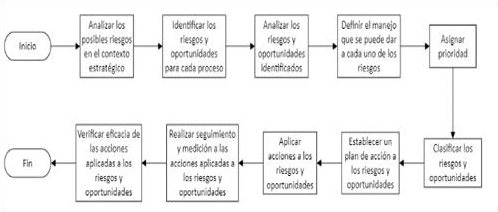 Inicio
Analizar los
posibles riesgos
en el contexto
estratégico
Identificar los
riesgos y
oportunidades
para cada proceso
Analizar los
riesgos y
oportunidades
Identificados
Definir el manejo
que se puede dar
a cada uno de los
riesgos
Asignar
prioridad
Clasificar los
riesgos y
oportunidades
Establecer un
plan de acción a
los riesgos y
oportunidades
Aplicar
acciones a los
riesgos y
oportunidades
Realizar seguimiento
y medición a las
acciones aplicadas a
los riesgos y
oportunidades
Verificar eficacia de
las acciones
aplicadas a los
riesgos y
oportunidades
Fin